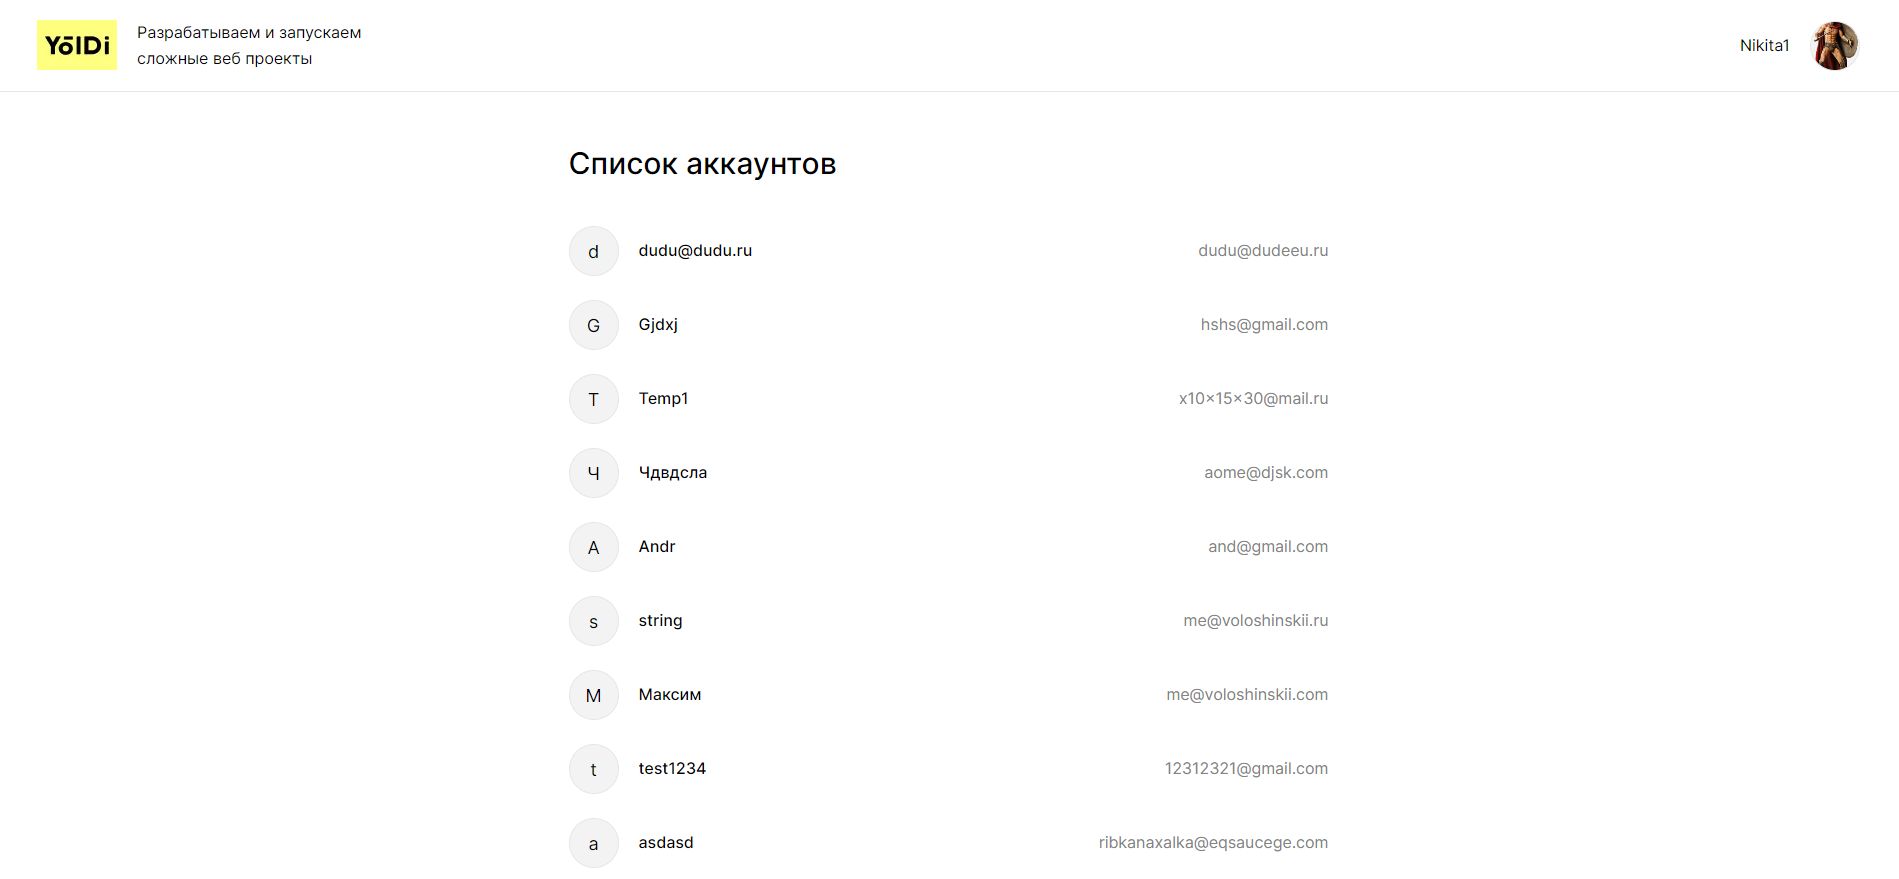 YōlDi
Разрабатываем и запускаем
сложные веб проекты
Nikita1
Список аккаунтов
d dudu@dudu.ru dudu@dudeeu.ru
G Gjdxj hshs@gmail.com
T Temp1 x10×15×30@mail.ru
Ч Чдвдсла aome@djsk.com
A Andr and@gmail.com
s string me@voloshinskii.ru
М Максим me@voloshinskii.com
t test1234 12312321@gmail.com
a asdasd ribkanaxalka@eqsaucege.com